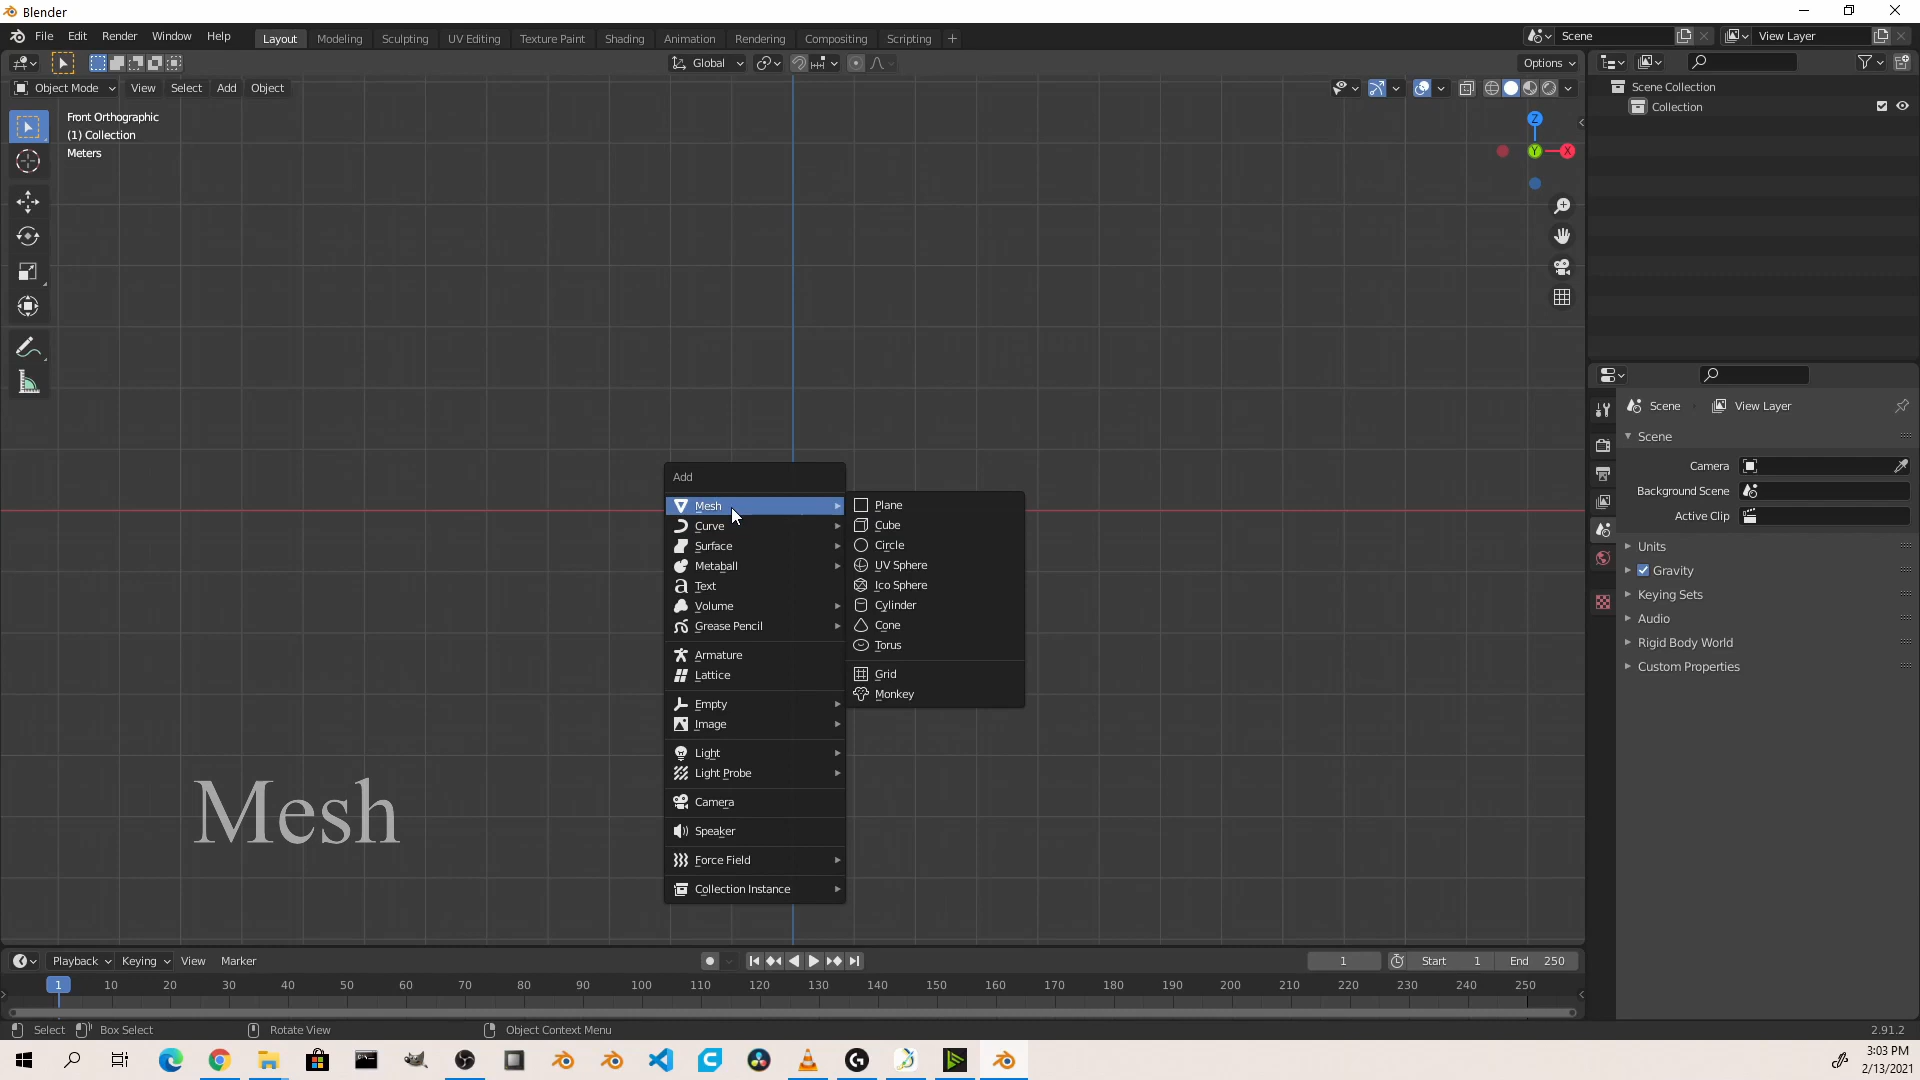 Blender
File Edit Render Window Help
Layout Modeling Sculpting UV Editing Texture Paint Shading Animation Rendering Compositing Scripting +
Scene
View Layer
Global
Options
Object Mode View Select Add Object
Front Orthographic
(1) Collection
Meters
Z
Y
X
Scene Collection
Collection
Scene View Layer
Scene
Camera
Background Scene
Active Clip
Units
Gravity
Keying Sets
Audio
Rigid Body World
Custom Properties
Add
Mesh
Curve
Surface
Metaball
Text
Volume
Grease Pencil
Armature
Lattice
Empty
Image
Light
Light Probe
Camera
Speaker
Force Field
Collection Instance
Plane
Cube
Circle
UV Sphere
Ico Sphere
Cylinder
Cone
Torus
Grid
Monkey
Mesh
Playback Keying View Marker
1 Start 1 End 250
1 10 20 30 40 50 60 70 80 90 100 110 120 130 140 150 160 170 180 190 200 210 220 230 240 250
Select Box Select Rotate View Object Context Menu 2.91.2
3:03 PM
2/13/2021